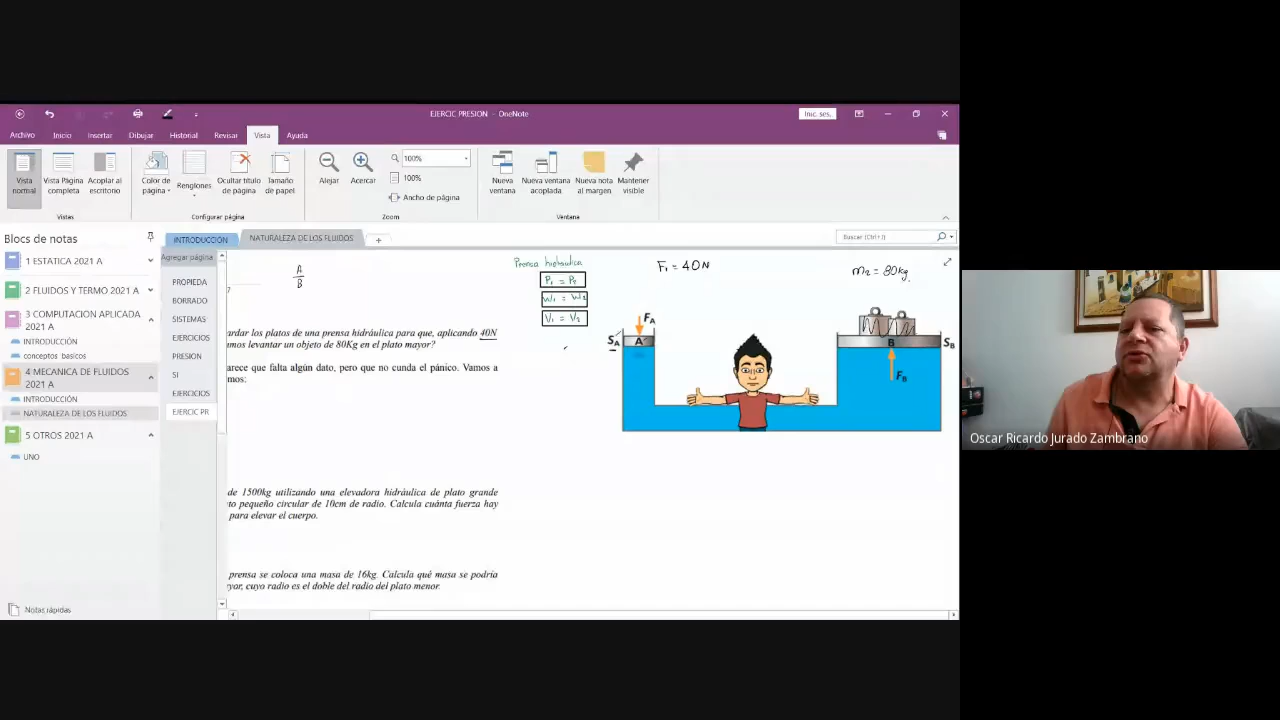 EJERCIC PRESION - OneNote
Inic. ses.
Archivo Inicio Insertar Dibujar Historial Revisar Vista Ayuda
Vista normal
Vista Página completa
Acoplar al escritorio
Vistas
Color de página
Renglones
Ocultar título de página
Tamaño de papel
Configurar página
Alejar
Acercar
100%
100%
Ancho de página
Zoom
Nueva ventana
Nueva ventana acoplada
Nueva nota al margen
Mantener visible
Ventana
Blocs de notas
INTRODUCCIÓN
NATURALEZA DE LOS FLUIDOS
+
Buscar (Ctrl+J)
1 ESTATICA 2021 A
2 FLUIDOS Y TERMO 2021 A
3 COMPUTACION APLICADA 2021 A
INTRODUCCIÓN
conceptos basicos
4 MECANICA DE FLUIDOS 2021 A
INTRODUCCIÓN
NATURALEZA DE LOS FLUIDOS
5 OTROS 2021 A
UNO
Notas rápidas
Agregar página
PROPIEDA
BORRADO
SISTEMAS
EJERCICIOS
PRESION
SI
EJERCICIOS
EJERCIC PR
A
B
?
ardar los platos de una prensa hidráulica para que, aplicando 40N
umos levantar un objeto de 80Kg en el plato mayor?
arece que falta algún dato, pero que no cunda el pánico. Vamos a
mos:
de 1500kg utilizando una elevadora hidráulica de plato grande
to pequeño circular de 10cm de radio. Calcula cuánta fuerza hay
para elevar el cuerpo.
prensa se coloca una masa de 16kg. Calcula qué masa se podría
yor, cuyo radio es el doble del radio del plato menor.
Prensa hidraulica
P1 = P2
W1 = W2
V1 = V2
F1 = 40N
m2 = 80kg
FA
SA
A
B
SB
FB
Oscar Ricardo Jurado Zambrano